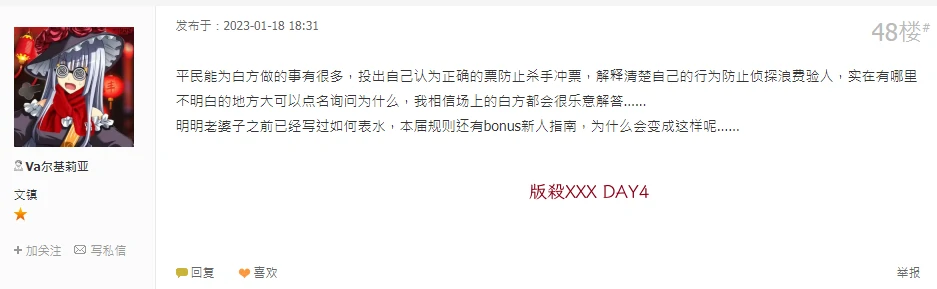 发布于：2023-01-18 18:31
48楼#
平民能为白方做的事有很多，投出自己认为正确的票防止杀手冲票，解释清楚自己的行为防止侦探浪费验人，实在有哪里
不明白的地方大可以点名询问为什么，我相信场上的白方都会很乐意解答......
明明老婆子之前已经写过如何表水，本届规则还有bonus新人指南，为什么会变成这样呢......
Va尔基莉亚
文镇
版殺XXX DAY4
+ 加关注 写私信
回复 喜欢 举报